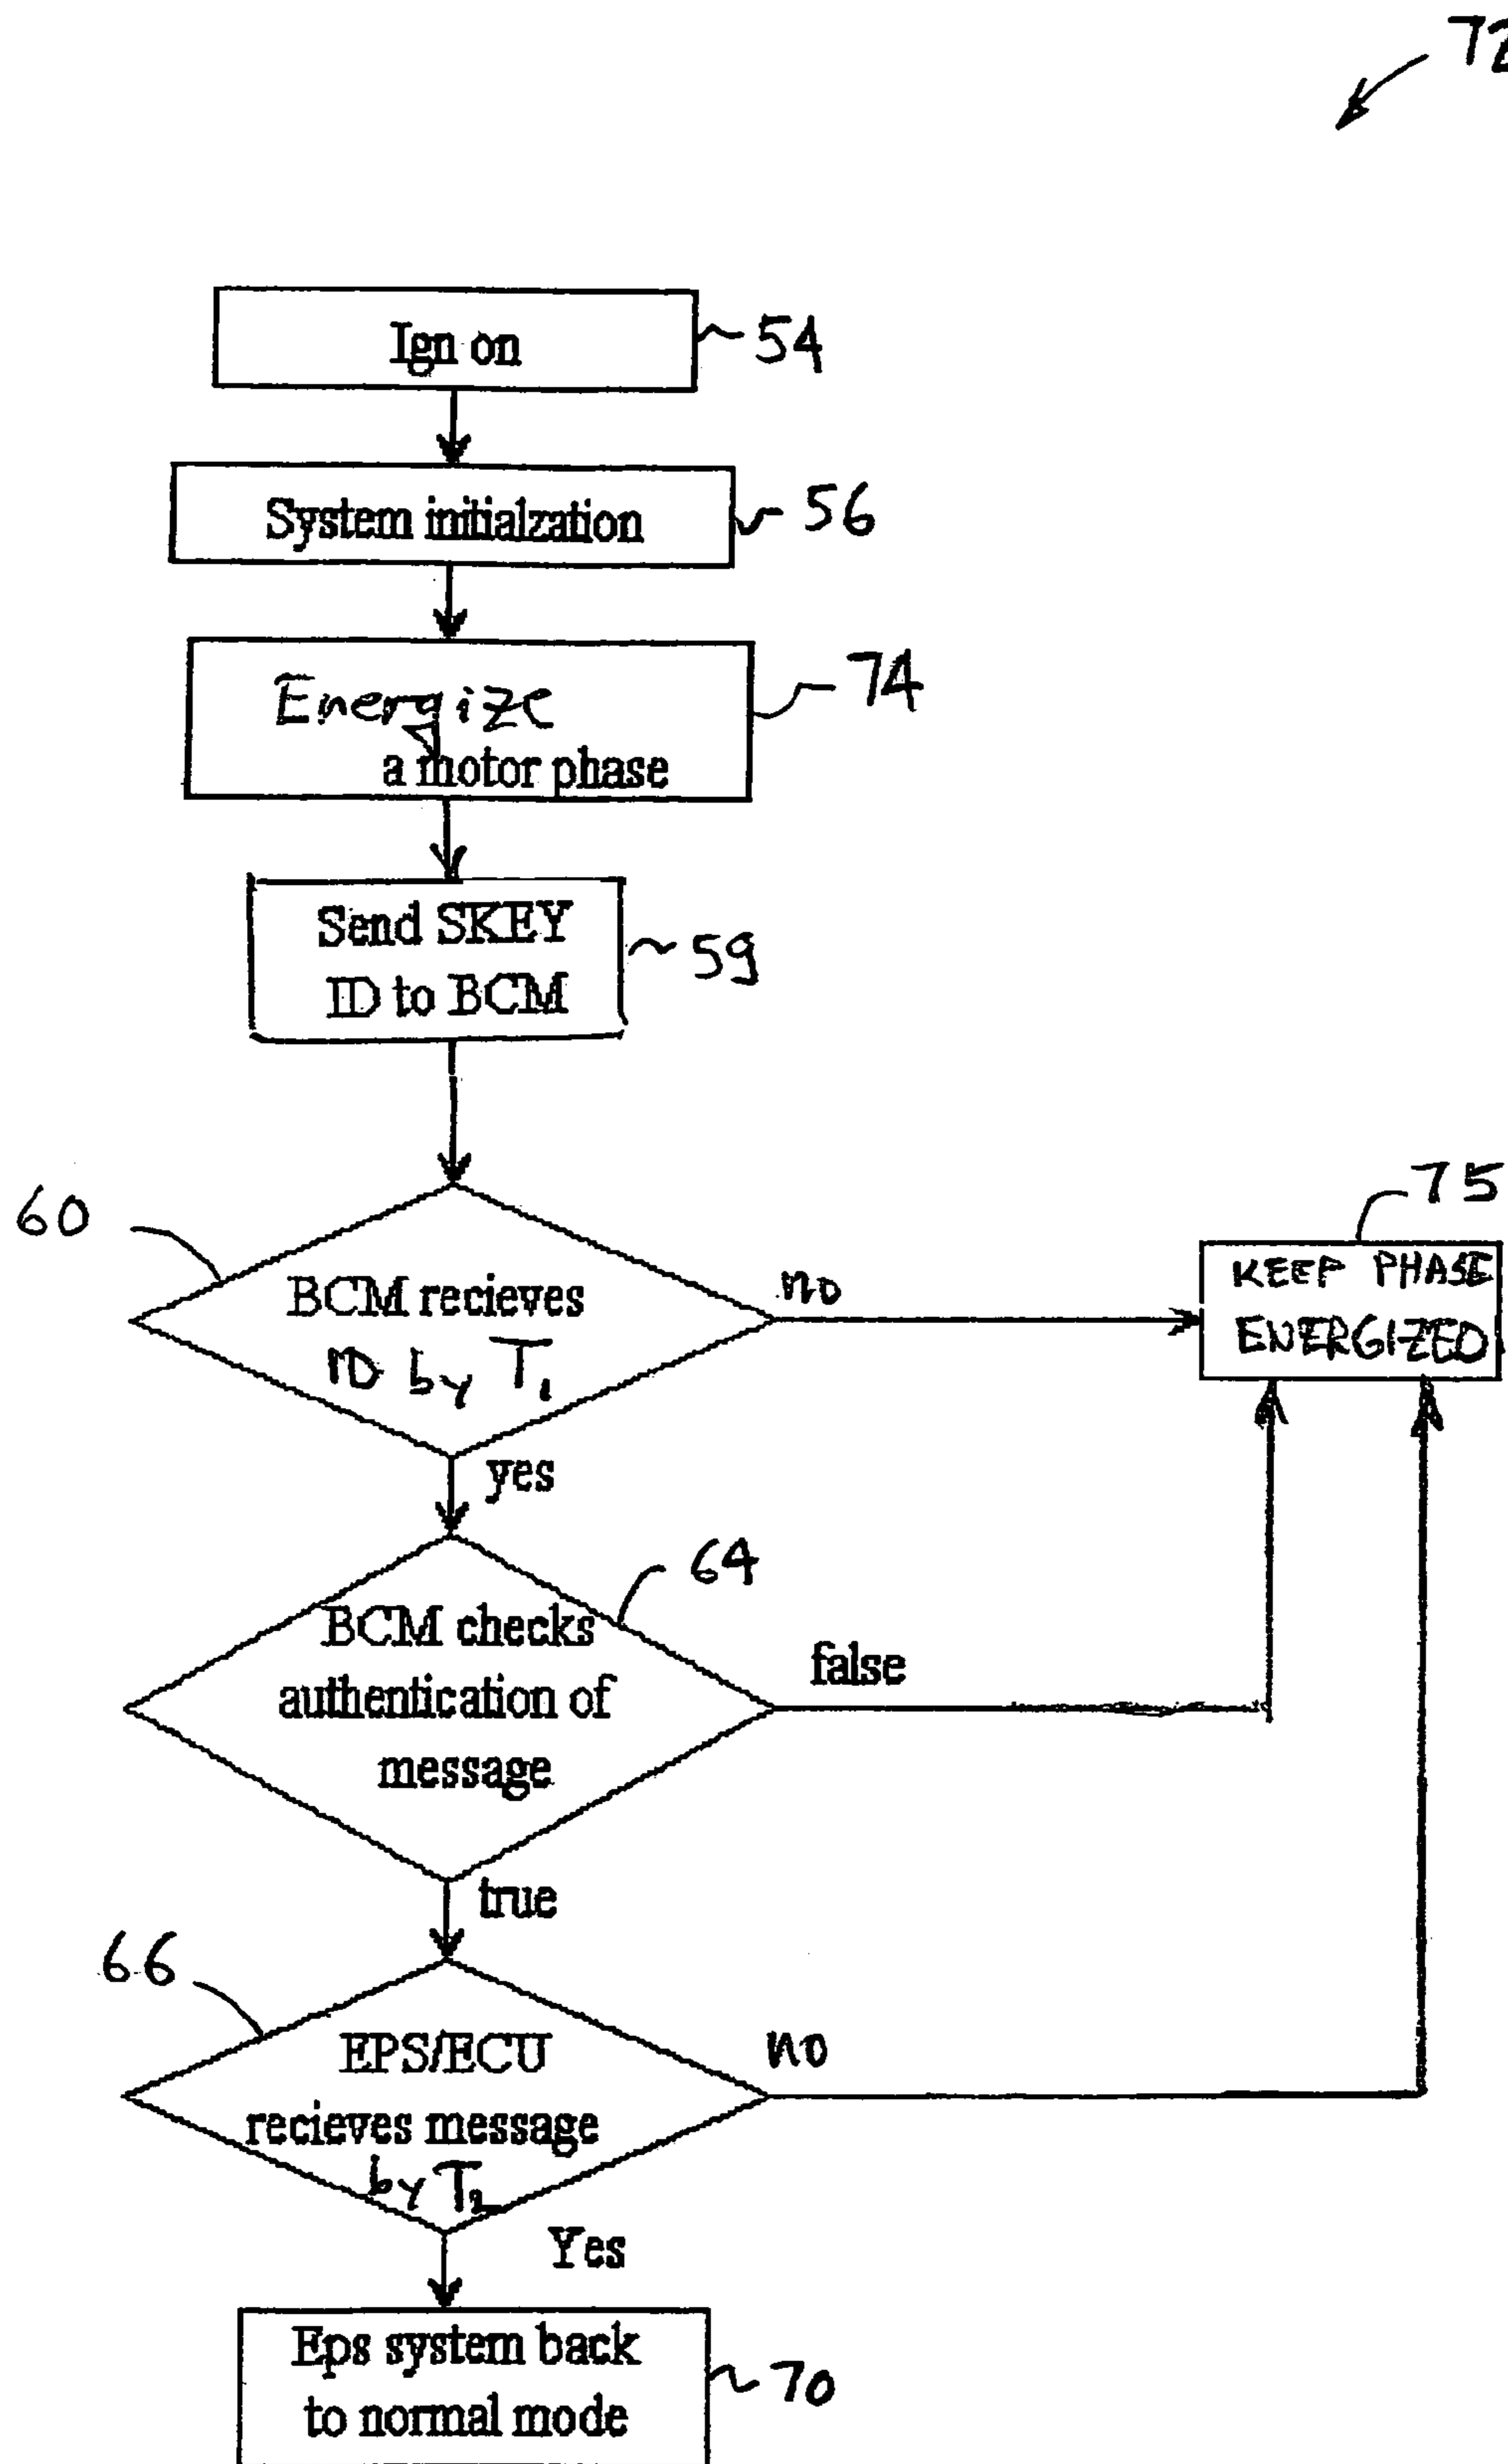 72
Ign on
54
System initialzation
56
Energize
a motor phase
74
Send SKEY
ID to BCM
59
60
BCM recieves
ID by T1
no
75
KEEP PHASE
ENERGIZED
yes
64
BCM checks
authentication of
message
false
true
66
EPS/ECU
recieves message
by T2
no
Yes
Eps system back
to normal mode
70